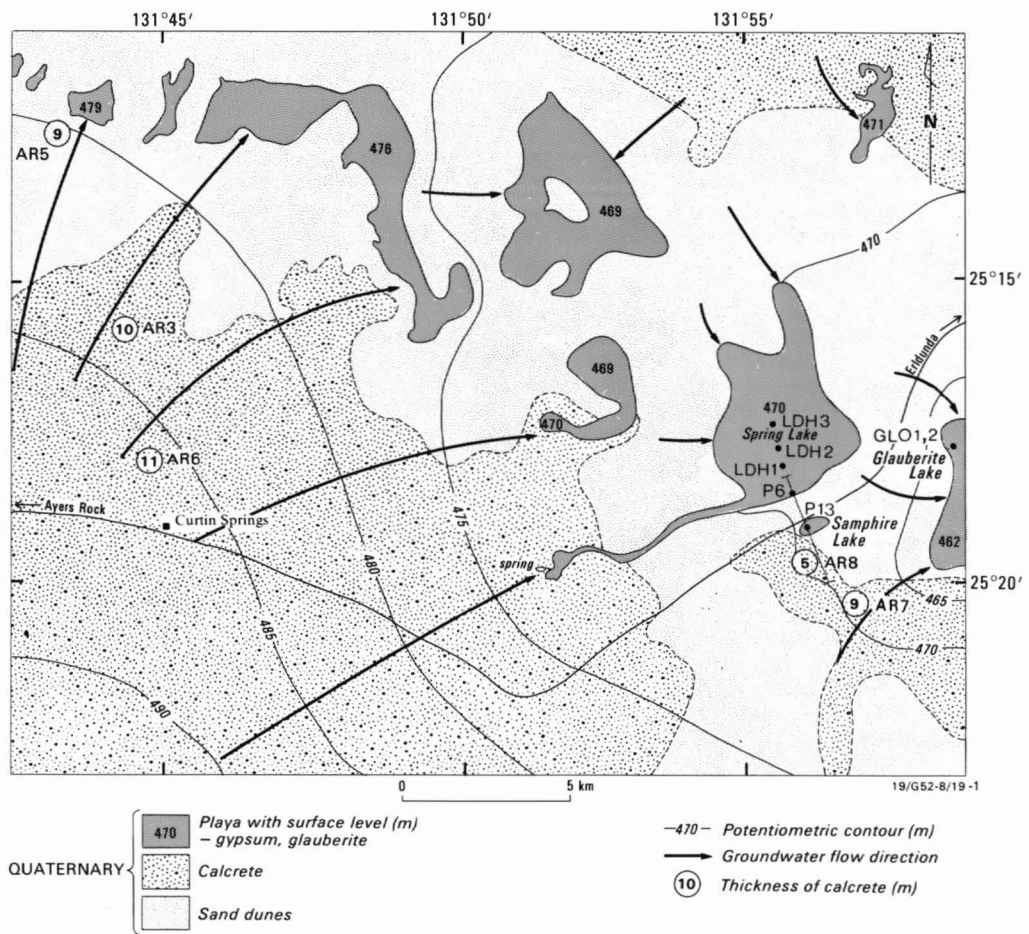 131°45′ 131°50′ 131°55′
479
9
AR5
476
469
471
N
470
25°15′
10 AR3
469
Erldunda
470
470
LDH3
Spring Lake
LDH2
LDH1
GLO1,2
Glauberite
Lake
11 AR6
P6
P13
Samphire
Lake
Ayers Rock
Curtin Springs
475
462
spring
5 AR8
480
25°20′
9 AR7
465
485
470
490
0 5 km
19/G52-8/19-1
QUATERNARY
470 Playa with surface level (m)
– gypsum, glauberite
Calcrete
Sand dunes
—470— Potentiometric contour (m)
Groundwater flow direction
10 Thickness of calcrete (m)